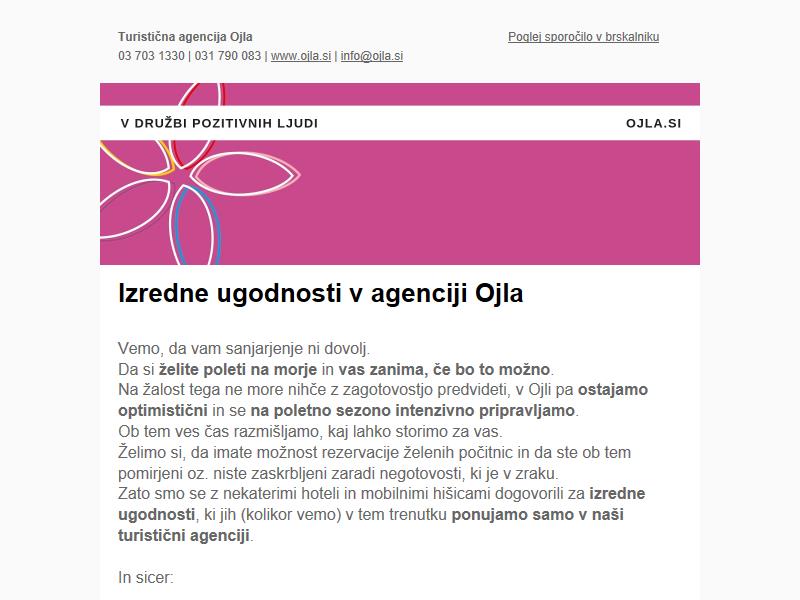 Turistična agencija Ojla
Poglej sporočilo v brskalniku
03 703 1330 | 031 790 083 | www.ojla.si | info@ojla.si
V DRUŽBI POZITIVNIH LJUDI
OJLA.SI
Izredne ugodnosti v agenciji Ojla
Vemo, da vam sanjarjenje ni dovolj.
Da si želite poleti na morje in vas zanima, če bo to možno.
Na žalost tega ne more nihče z zagotovostjo predvideti, v Ojli pa ostajamo
optimistični in se na poletno sezono intenzivno pripravljamo.
Ob tem ves čas razmišljamo, kaj lahko storimo za vas.
Želimo si, da imate možnost rezervacije želenih počitnic in da ste ob tem
pomirjeni oz. niste zaskrbljeni zaradi negotovosti, ki je v zraku.
Zato smo se z nekaterimi hoteli in mobilnimi hišicami dogovorili za izredne
ugodnosti, ki jih (kolikor vemo) v tem trenutku ponujamo samo v naši
turistični agenciji.
In sicer: